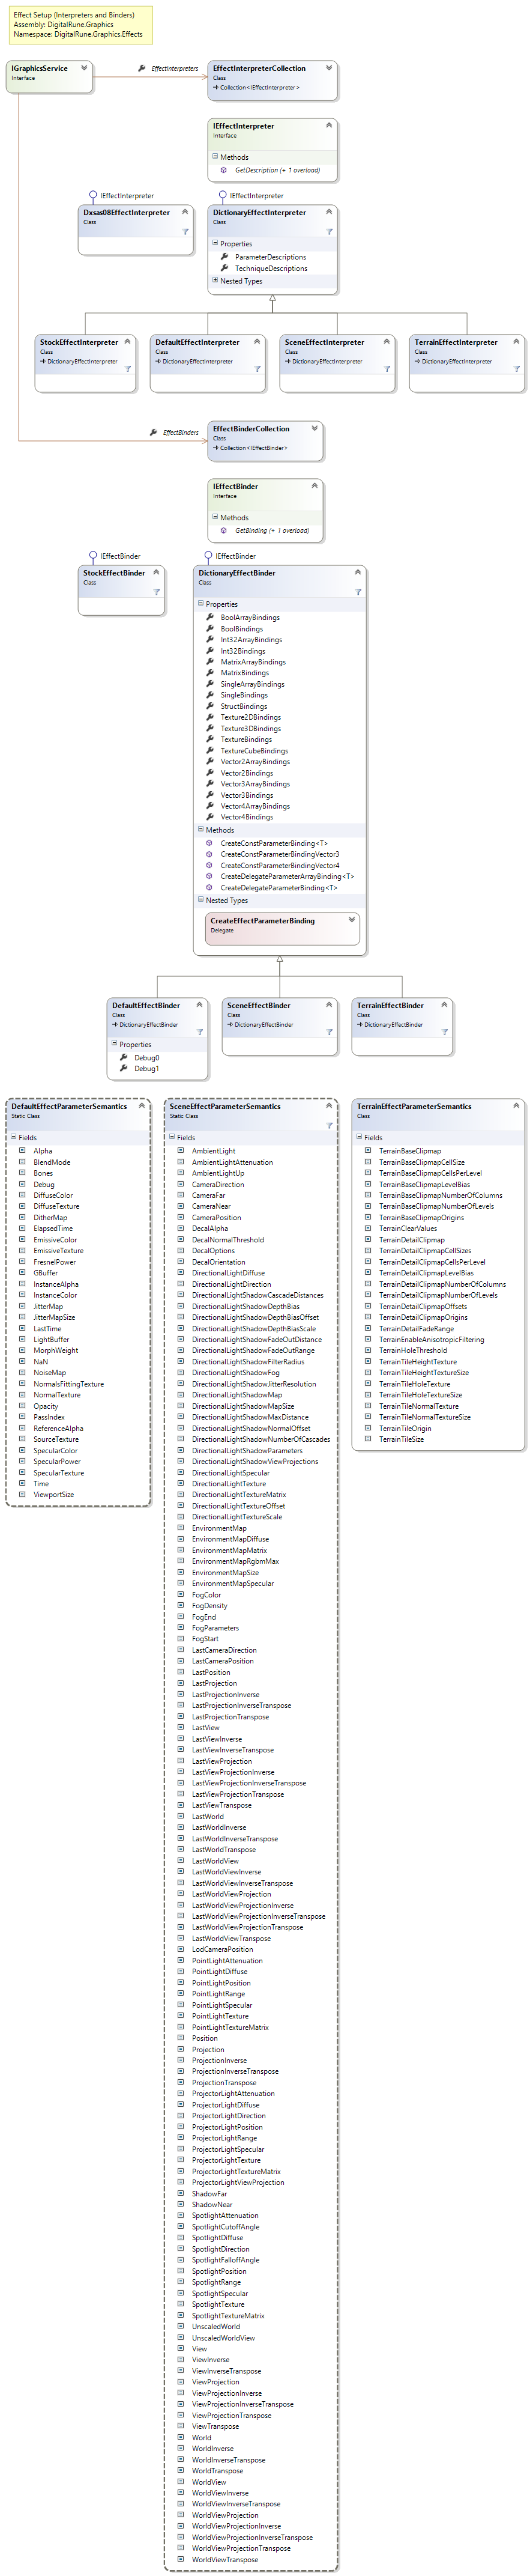 Effect Setup (Interpreters and Binders)
Assembly: DigitalRune.Graphics
Namespace: DigitalRune.Graphics.Effects
IGraphicsService
Interface
EffectInterpreters
EffectInterpreterCollection
Class
Collection<IEffectInterpreter>
IEffectInterpreter
Interface
Methods
GetDescription (+ 1 overload)
IEffectInterpreter
Dxsas08EffectInterpreter
Class
IEffectInterpreter
DictionaryEffectInterpreter
Class
Properties
ParameterDescriptions
TechniqueDescriptions
Nested Types
StockEffectInterpreter
Class
DictionaryEffectInterpreter
DefaultEffectInterpreter
Class
DictionaryEffectInterpreter
SceneEffectInterpreter
Class
DictionaryEffectInterpreter
TerrainEffectInterpreter
Class
DictionaryEffectInterpreter
EffectBinders
EffectBinderCollection
Class
Collection<IEffectBinder>
IEffectBinder
Interface
Methods
GetBinding (+ 1 overload)
IEffectBinder
StockEffectBinder
Class
IEffectBinder
DictionaryEffectBinder
Class
Properties
BoolArrayBindings
BoolBindings
Int32ArrayBindings
Int32Bindings
MatrixArrayBindings
MatrixBindings
SingleArrayBindings
SingleBindings
StructBindings
Texture2DBindings
Texture3DBindings
TextureBindings
TextureCubeBindings
Vector2ArrayBindings
Vector2Bindings
Vector3ArrayBindings
Vector3Bindings
Vector4ArrayBindings
Vector4Bindings
Methods
CreateConstParameterBinding<T>
CreateConstParameterBindingVector3
CreateConstParameterBindingVector4
CreateDelegateParameterArrayBinding<T>
CreateDelegateParameterBinding<T>
Nested Types
CreateEffectParameterBinding
Delegate
DefaultEffectBinder
Class
DictionaryEffectBinder
Properties
Debug0
Debug1
SceneEffectBinder
Class
DictionaryEffectBinder
TerrainEffectBinder
Class
DictionaryEffectBinder
DefaultEffectParameterSemantics
Static Class
Fields
Alpha
BlendMode
Bones
Debug
DiffuseColor
DiffuseTexture
DitherMap
ElapsedTime
EmissiveColor
EmissiveTexture
FresnelPower
GBuffer
InstanceAlpha
InstanceColor
JitterMap
JitterMapSize
LastTime
LightBuffer
MorphWeight
NaN
NoiseMap
NormalsFittingTexture
NormalTexture
Opacity
PassIndex
ReferenceAlpha
SourceTexture
SpecularColor
SpecularPower
SpecularTexture
Time
ViewportSize
SceneEffectParameterSemantics
Static Class
Fields
AmbientLight
AmbientLightAttenuation
AmbientLightUp
CameraDirection
CameraFar
CameraNear
CameraPosition
DecalAlpha
DecalNormalThreshold
DecalOptions
DecalOrientation
DirectionalLightDiffuse
DirectionalLightDirection
DirectionalLightShadowCascadeDistances
DirectionalLightShadowDepthBias
DirectionalLightShadowDepthBiasOffset
DirectionalLightShadowDepthBiasScale
DirectionalLightShadowFadeOutDistance
DirectionalLightShadowFadeOutRange
DirectionalLightShadowFilterRadius
DirectionalLightShadowFog
DirectionalLightShadowJitterResolution
DirectionalLightShadowMap
DirectionalLightShadowMapSize
DirectionalLightShadowMaxDistance
DirectionalLightShadowNormalOffset
DirectionalLightShadowNumberOfCascades
DirectionalLightShadowParameters
DirectionalLightShadowViewProjections
DirectionalLightSpecular
DirectionalLightTexture
DirectionalLightTextureMatrix
DirectionalLightTextureOffset
DirectionalLightTextureScale
EnvironmentMap
EnvironmentMapDiffuse
EnvironmentMapMatrix
EnvironmentMapRgbmMax
EnvironmentMapSize
EnvironmentMapSpecular
FogColor
FogDensity
FogEnd
FogParameters
FogStart
LastCameraDirection
LastCameraPosition
LastPosition
LastProjection
LastProjectionInverse
LastProjectionInverseTranspose
LastProjectionTranspose
LastView
LastViewInverse
LastViewInverseTranspose
LastViewProjection
LastViewProjectionInverse
LastViewProjectionInverseTranspose
LastViewProjectionTranspose
LastViewTranspose
LastWorld
LastWorldInverse
LastWorldInverseTranspose
LastWorldTranspose
LastWorldView
LastWorldViewInverse
LastWorldViewInverseTranspose
LastWorldViewProjection
LastWorldViewProjectionInverse
LastWorldViewProjectionInverseTranspose
LastWorldViewProjectionTranspose
LastWorldViewTranspose
LodCameraPosition
PointLightAttenuation
PointLightDiffuse
PointLightPosition
PointLightRange
PointLightSpecular
PointLightTexture
PointLightTextureMatrix
Position
Projection
ProjectionInverse
ProjectionInverseTranspose
ProjectionTranspose
ProjectorLightAttenuation
ProjectorLightDiffuse
ProjectorLightDirection
ProjectorLightPosition
ProjectorLightRange
ProjectorLightSpecular
ProjectorLightTexture
ProjectorLightTextureMatrix
ProjectorLightViewProjection
ShadowFar
ShadowNear
SpotlightAttenuation
SpotlightCutoffAngle
SpotlightDiffuse
SpotlightDirection
SpotlightFalloffAngle
SpotlightPosition
SpotlightRange
SpotlightSpecular
SpotlightTexture
SpotlightTextureMatrix
UnscaledWorld
UnscaledWorldView
View
ViewInverse
ViewInverseTranspose
ViewProjection
ViewProjectionInverse
ViewProjectionInverseTranspose
ViewProjectionTranspose
ViewTranspose
World
WorldInverse
WorldInverseTranspose
WorldTranspose
WorldView
WorldViewInverse
WorldViewInverseTranspose
WorldViewProjection
WorldViewProjectionInverse
WorldViewProjectionInverseTranspose
WorldViewProjectionTranspose
WorldViewTranspose
TerrainEffectParameterSemantics
Class
Fields
TerrainBaseClipmap
TerrainBaseClipmapCellSize
TerrainBaseClipmapCellsPerLevel
TerrainBaseClipmapLevelBias
TerrainBaseClipmapNumberOfColumns
TerrainBaseClipmapNumberOfLevels
TerrainBaseClipmapOrigins
TerrainClearValues
TerrainDetailClipmap
TerrainDetailClipmapCellSizes
TerrainDetailClipmapCellsPerLevel
TerrainDetailClipmapLevelBias
TerrainDetailClipmapNumberOfColumns
TerrainDetailClipmapNumberOfLevels
TerrainDetailClipmapOffsets
TerrainDetailClipmapOrigins
TerrainDetailFadeRange
TerrainEnableAnisotropicFiltering
TerrainHoleThreshold
TerrainTileHeightTexture
TerrainTileHeightTextureSize
TerrainTileHoleTexture
TerrainTileHoleTextureSize
TerrainTileNormalTexture
TerrainTileNormalTextureSize
TerrainTileOrigin
TerrainTileSize